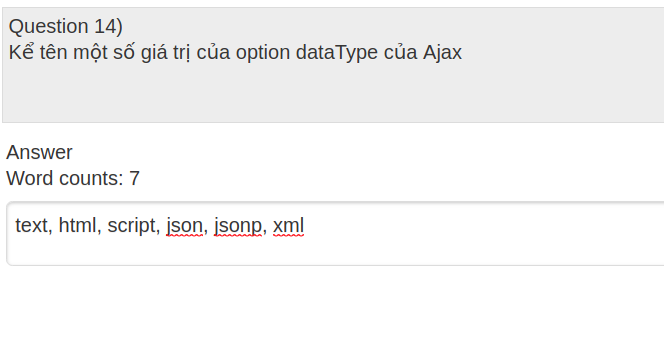 Question 14)
Kể tên một số giá trị của option dataType của Ajax
Answer
Word counts: 7
text, html, script, json, jsonp, xml